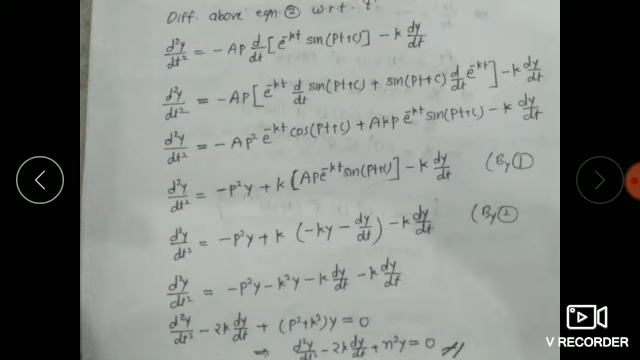 Diff. above eqn. ② w.r.t. 't'
d²y/dt² = -AP d/dt [e^-kt sin(Pt+c)] - k dy/dt
d²y/dt² = -AP [e^-kt d/dt sin(Pt+c) + sin(Pt+c) d/dt e^-kt] - k dy/dt
d²y/dt² = -AP² e^-kt cos(Pt+c) + AkP e^-kt sin(Pt+c) - k dy/dt
d²y/dt² = -P²y + k [AP e^-kt sin(Pt+c)] - k dy/dt (By ①
d²y/dt² = -P²y + k (-ky - dy/dt) - k dy/dt (By ②
d²y/dt² = -P²y - k²y - k dy/dt - k dy/dt
d²y/dt² - 2k dy/dt + (P²+k²)y = 0
⇒ d²y/dt² - 2k dy/dt + n²y = 0
V RECORDER